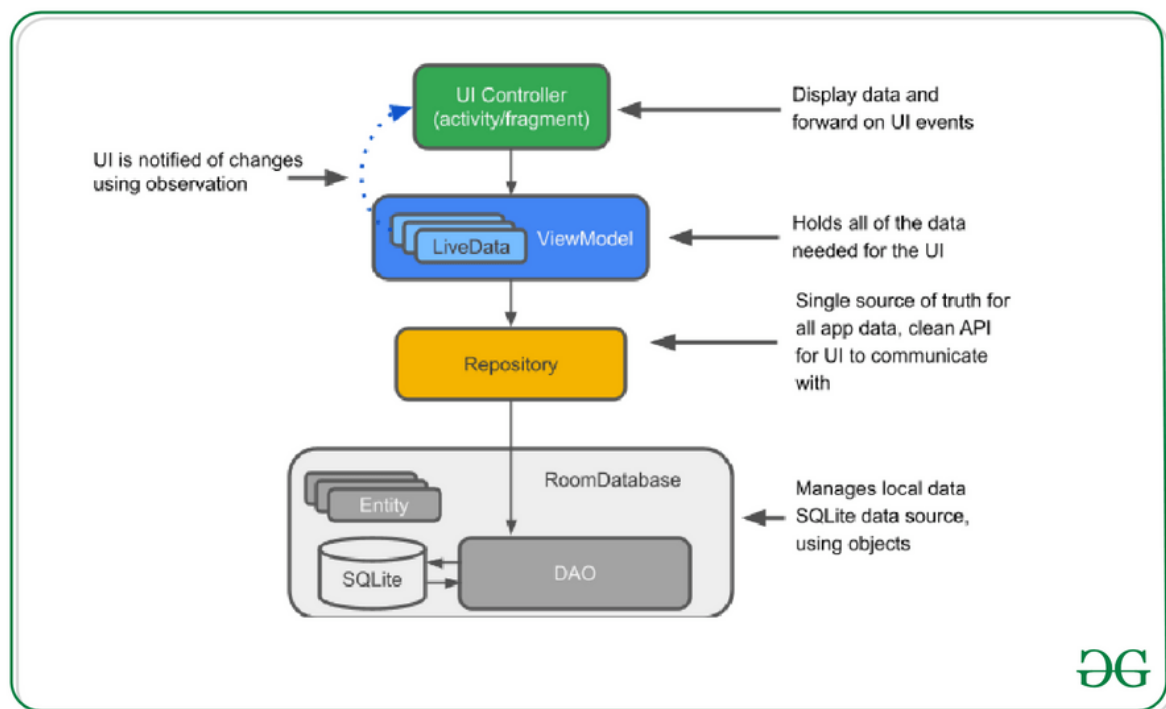 UI Controller
(activity/fragment)
Display data and
forward on UI events
UI is notified of changes
using observation
LiveData
ViewModel
Holds all of the data
needed for the UI
Single source of truth for
all app data, clean API
for UI to communicate
with
Repository
RoomDatabase
Entity
SQLite
DAO
Manages local data
SQLite data source,
using objects